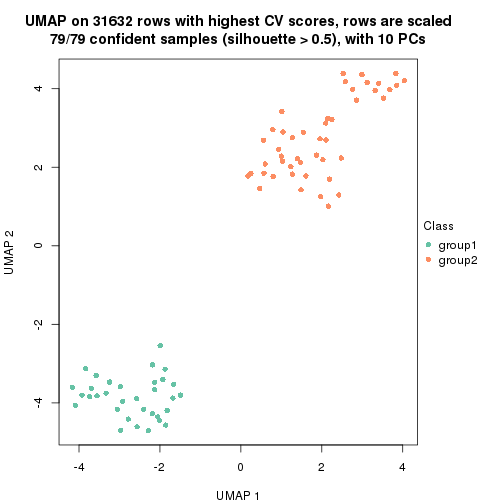 UMAP on 31632 rows with highest CV scores, rows are scaled
79/79 confident samples (silhouette > 0.5), with 10 PCs
4
2
0
-2
-4
UMAP 2
-4
-2
0
2
4
UMAP 1
Class
group1
group2